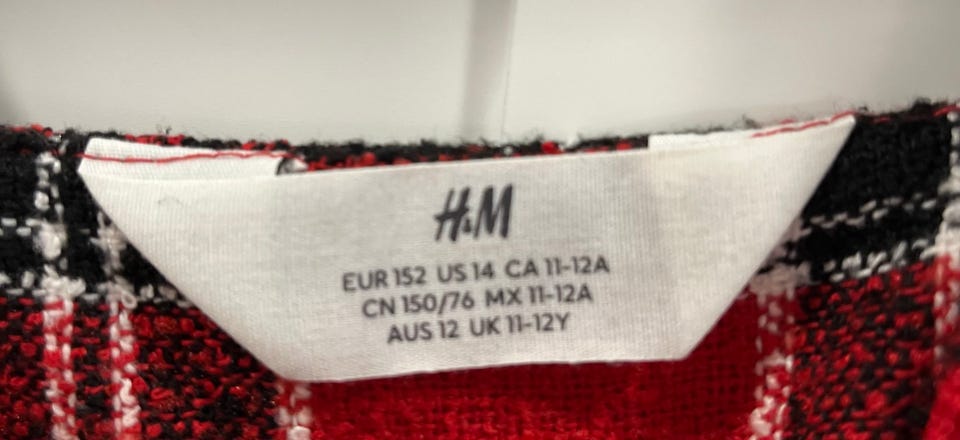 H&M
EUR 152 US 14 CA 11-12A
CN 150/76 MX 11-12A
AUS 12 UK 11-12Y